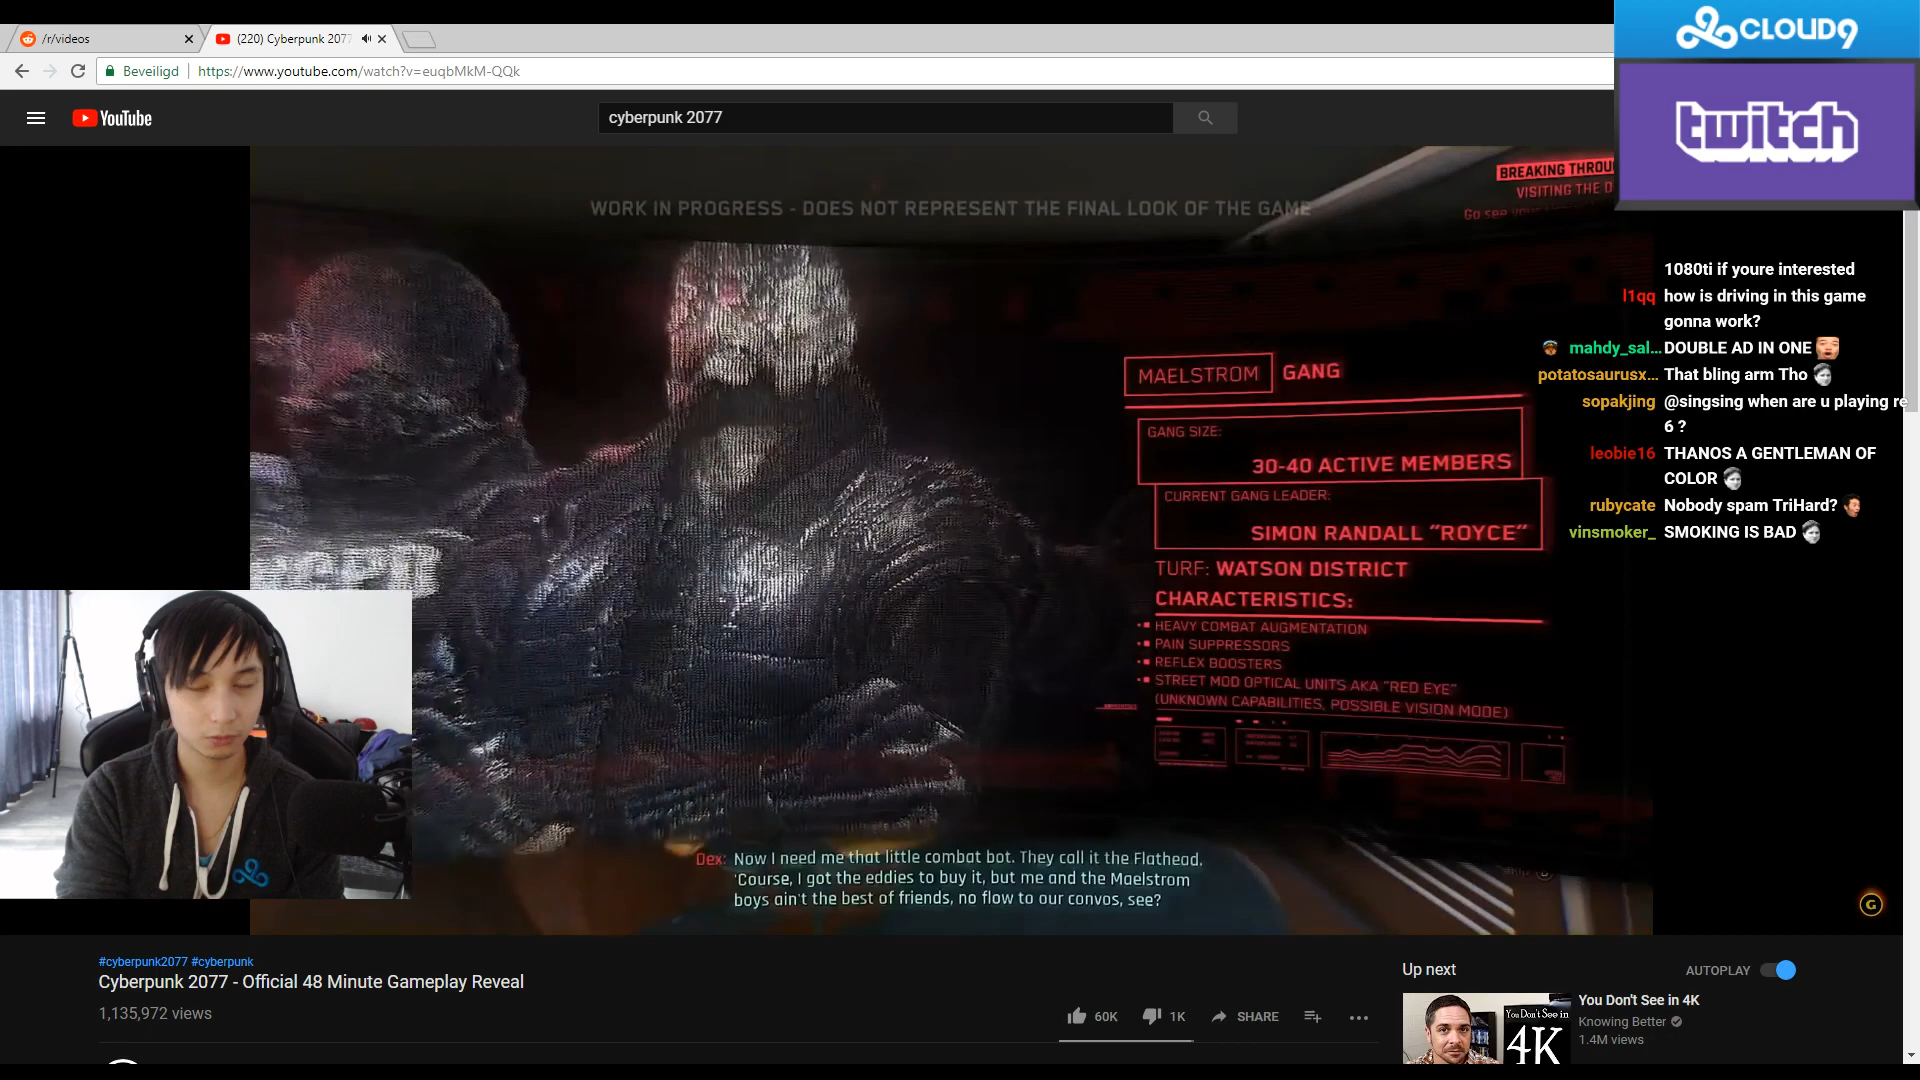 /r/videos
(220) Cyberpunk 2077
Beveiligd
https://www.youtube.com/watch?v=euqbMkM-QQk
YouTube
cyberpunk 2077
CLOUD9
twitch
WORK IN PROGRESS - DOES NOT REPRESENT THE FINAL LOOK OF THE GAME
BREAKING THROU
VISITING THE D
Go see
MAELSTROM GANG
GANG SIZE:
30-40 ACTIVE MEMBERS
CURRENT GANG LEADER:
SIMON RANDALL “ROYCE”
TURF: WATSON DISTRICT
CHARACTERISTICS:
HEAVY COMBAT AUGMENTATION
PAIN SUPPRESSORS
REFLEX BOOSTERS
STREET MOD OPTICAL UNITS AKA “RED EYE”
(UNKNOWN CAPABILITIES, POSSIBLE VISION MODE)
1080ti if youre interested
l1qq how is driving in this game
gonna work?
mahdy_sal... DOUBLE AD IN ONE
potatosaurusx... That bling arm Tho
sopakjing @singsing when are u playing re
6 ?
leobie16 THANOS A GENTLEMAN OF
COLOR
rubycate Nobody spam TriHard?
vinsmoker_ SMOKING IS BAD
Dex: Now I need me that little combat bot. They call it the Flathead.
'Course, I got the eddies to buy it, but me and the Maelstrom
boys ain't the best of friends, no flow to our convos, see?
G
#cyberpunk2077 #cyberpunk
Cyberpunk 2077 - Official 48 Minute Gameplay Reveal
1,135,972 views
60K
1K
SHARE
Up next
AUTOPLAY
You Don't See in
4K
You Don't See in 4K
Knowing Better
1.4M views